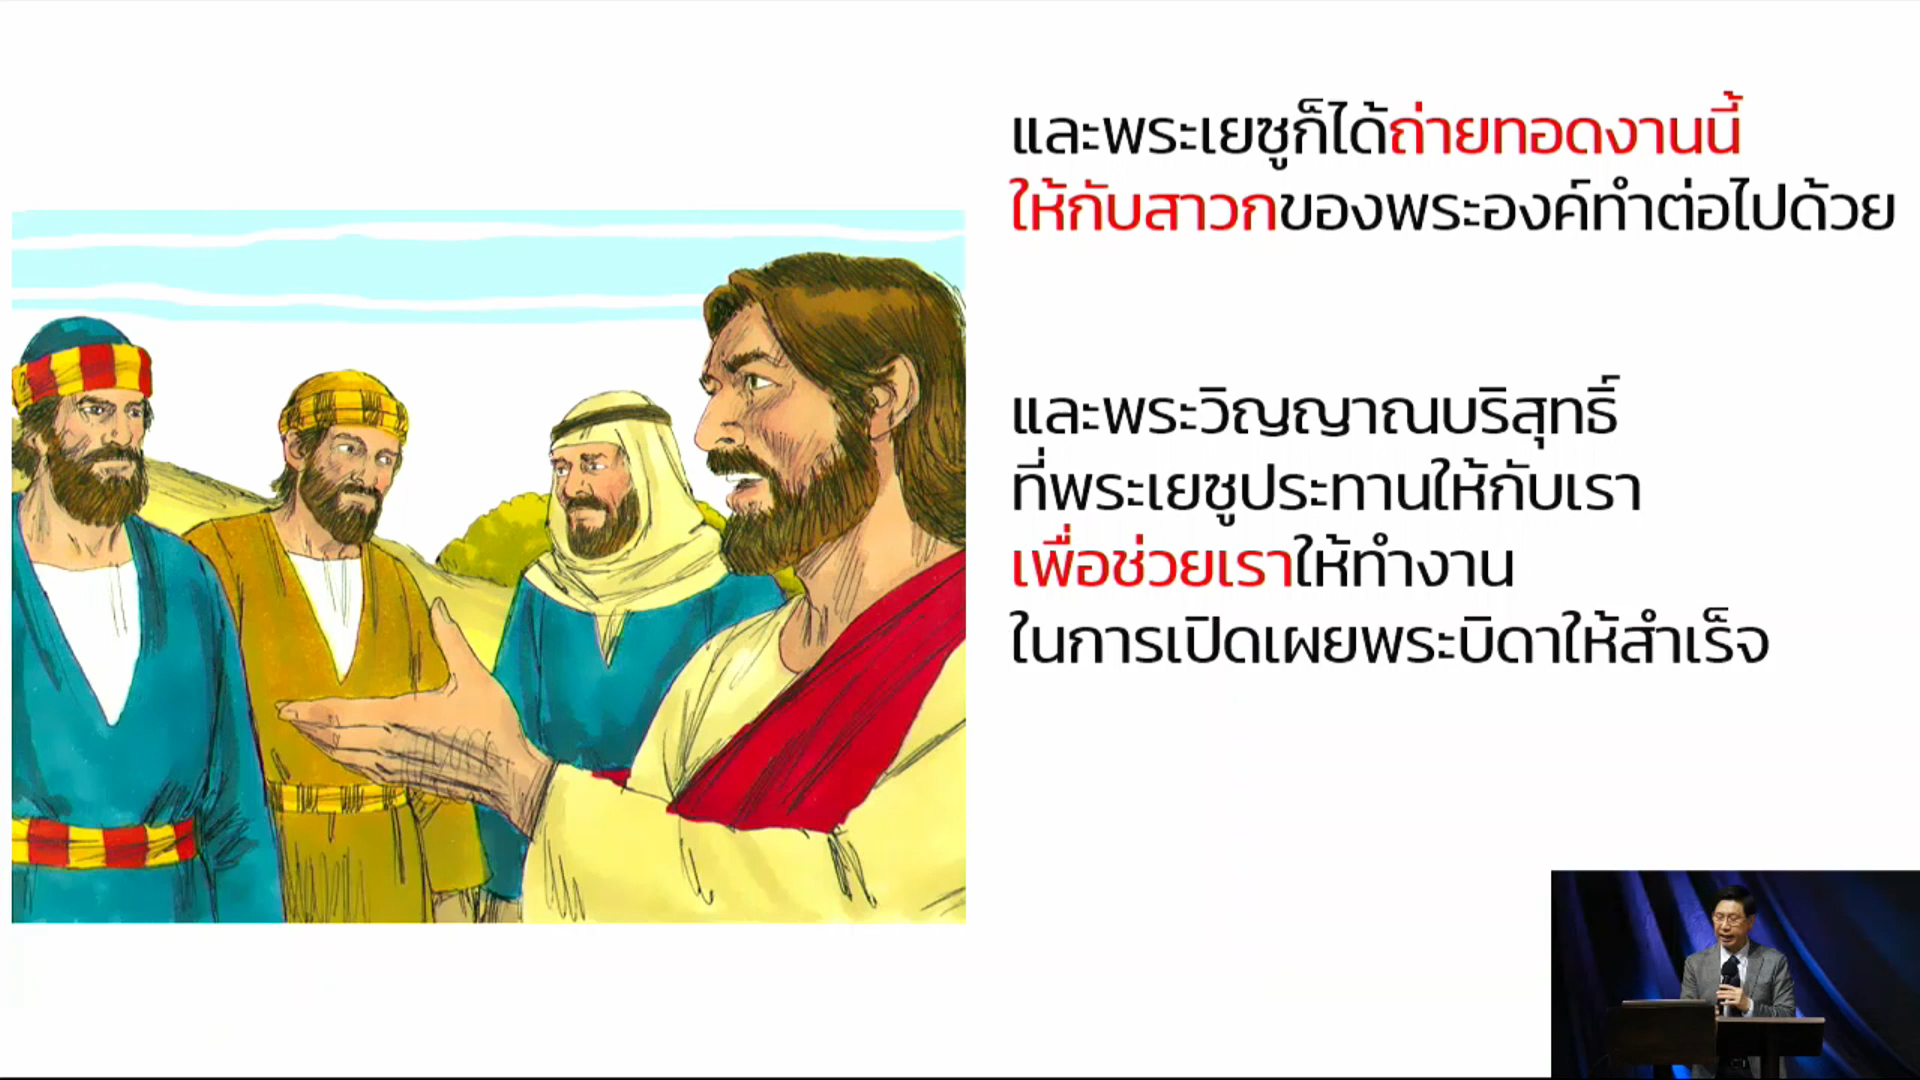 และพระเยซูก็ได้ถ่ายทอดงานนี้
ให้กับสาวกของพระองค์ทำต่อไปด้วย
และพระวิญญาณบริสุทธิ์
ที่พระเยซูประทานให้กับเรา
เพื่อช่วยเราให้ทำงาน
ในการเปิดเผยพระบิดาให้สำเร็จ